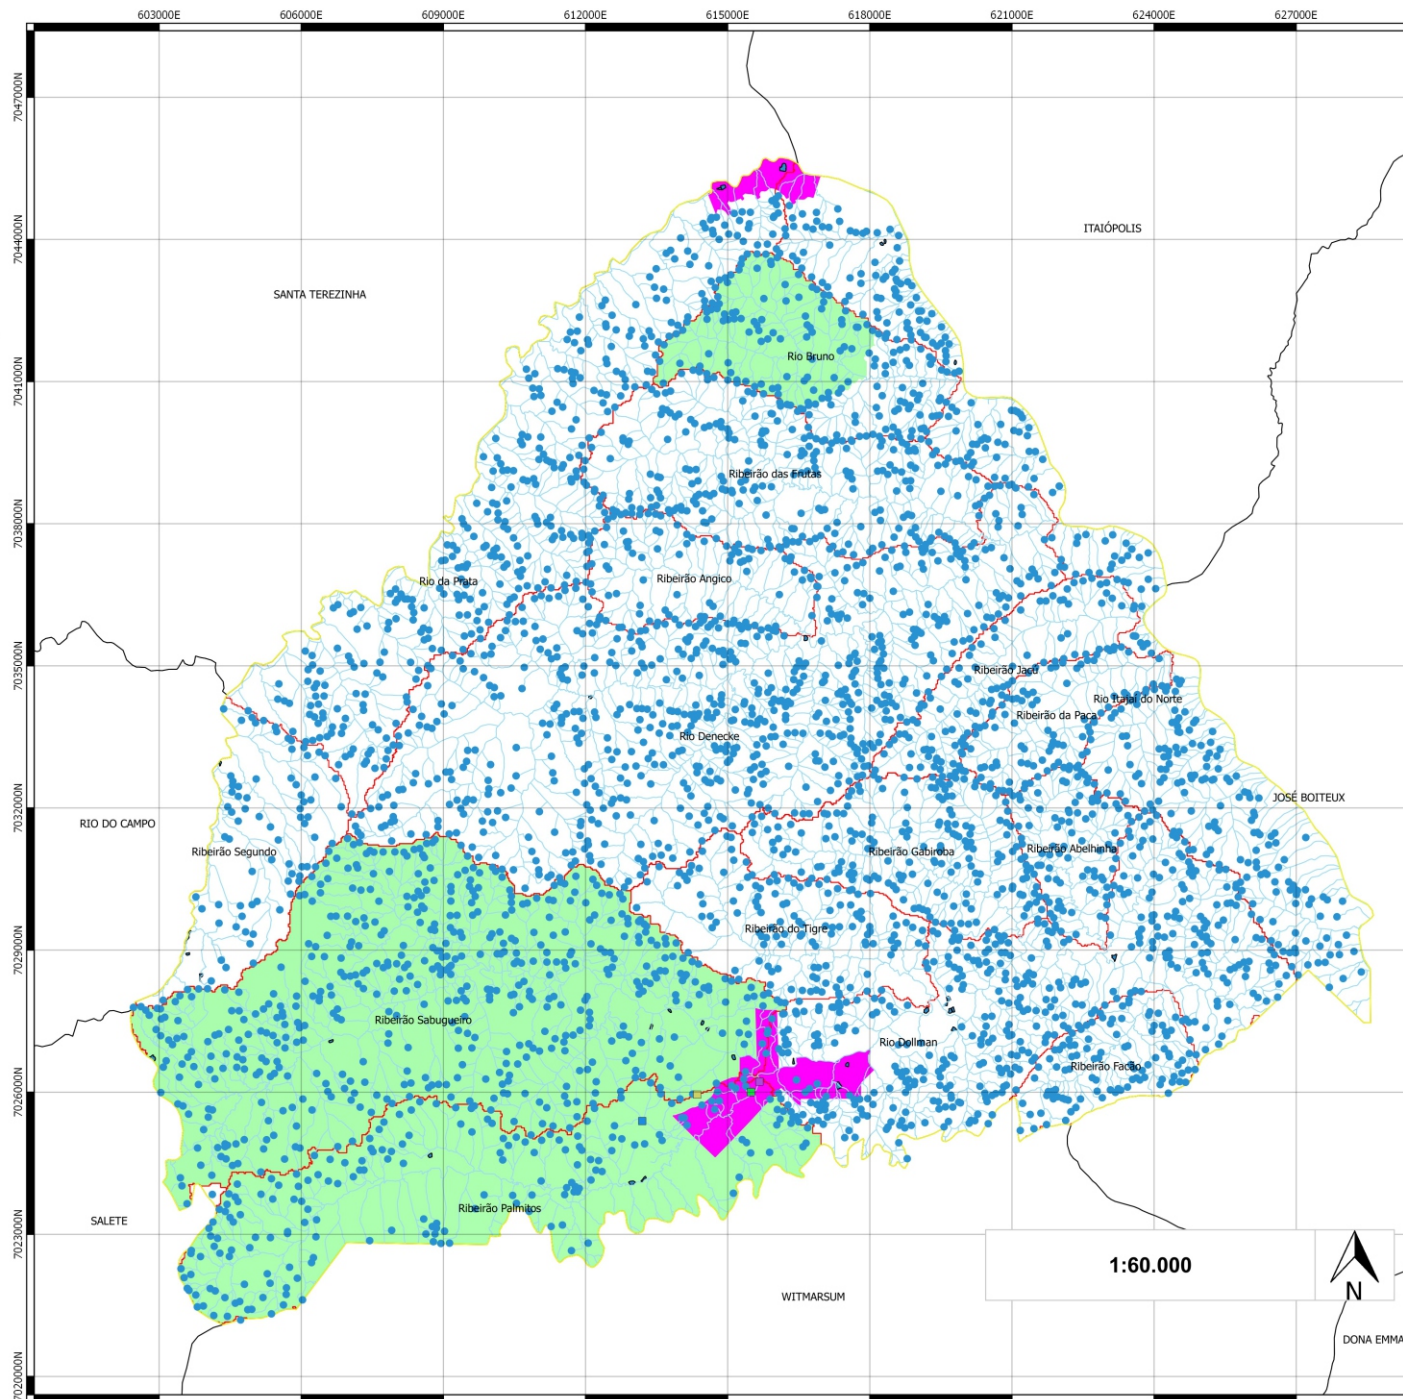 603000E 606000E 609000E 612000E 615000E 618000E 621000E 624000E 627000E
7047000N
7044000N
7041000N
7038000N
7035000N
7032000N
7029000N
7026000N
7023000N
7020000N
ITAIÓPOLIS
SANTA TEREZINHA
Rio Bruno
Ribeirão das Frutas
Ribeirão Angico
Rio da Prata
Ribeirão Jacú
Rio Itajaí do Norte
Ribeirão da Paca
Rio Denecke
JOSÉ BOITEUX
RIO DO CAMPO
Ribeirão Segundo
Ribeirão Gabiroba
Ribeirão Abelhinha
Ribeirão do Tigre
Ribeirão Sabugueiro
Rio Dollman
Ribeirão Facão
Ribeirão Palmitos
SALETE
1:60.000
N
WITMARSUM
DONA EMMA